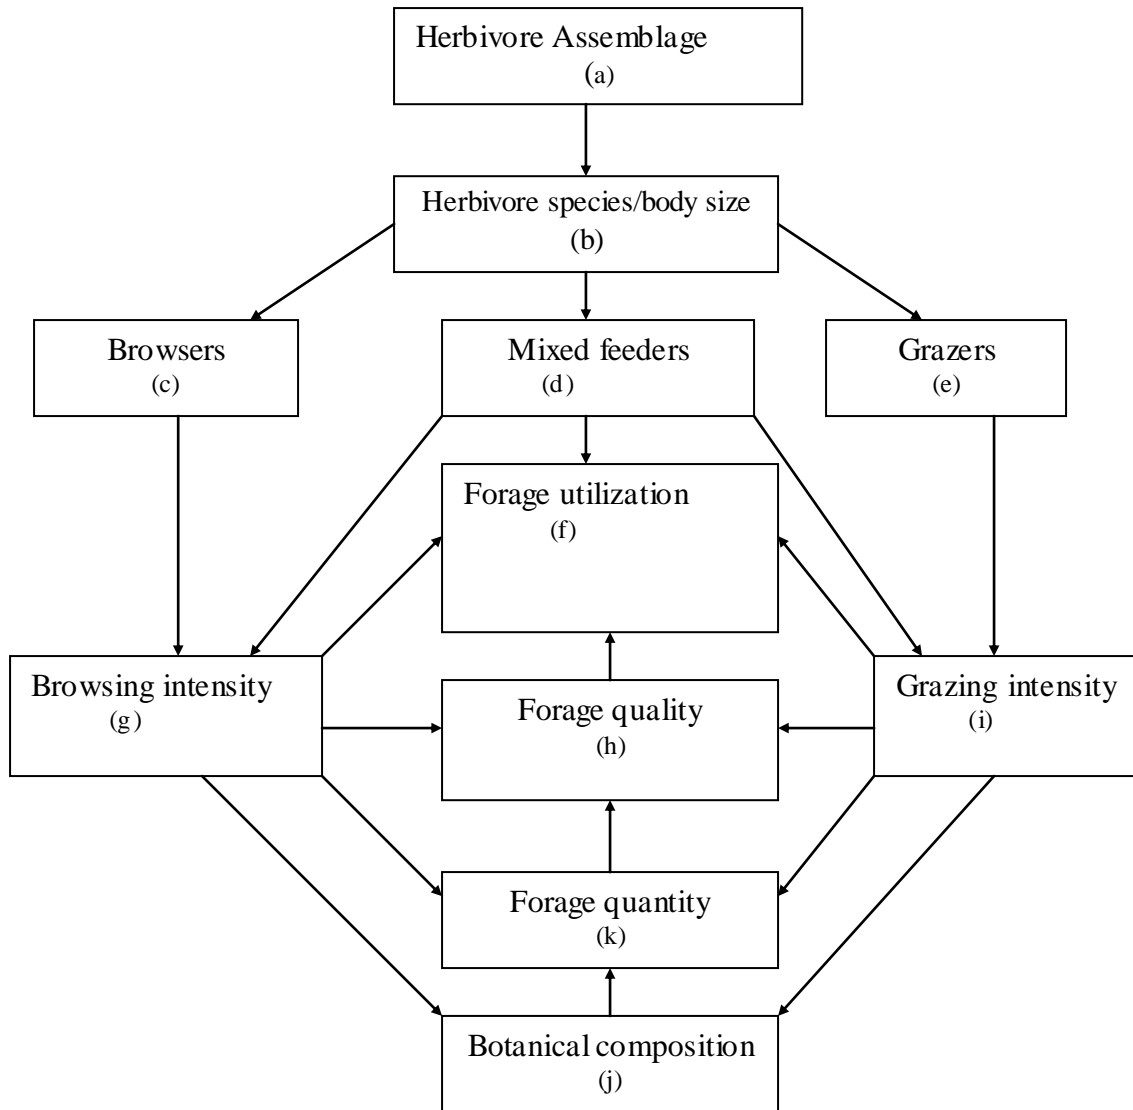 Herbivore Assemblage
(a)
Herbivore species/body size
(b)
Browsers
(c)
Mixed feeders
(d)
Grazers
(e)
Forage utilization
(f)
Browsing intensity
(g)
Forage quality
(h)
Grazing intensity
(i)
Forage quantity
(k)
Botanical composition
(j)